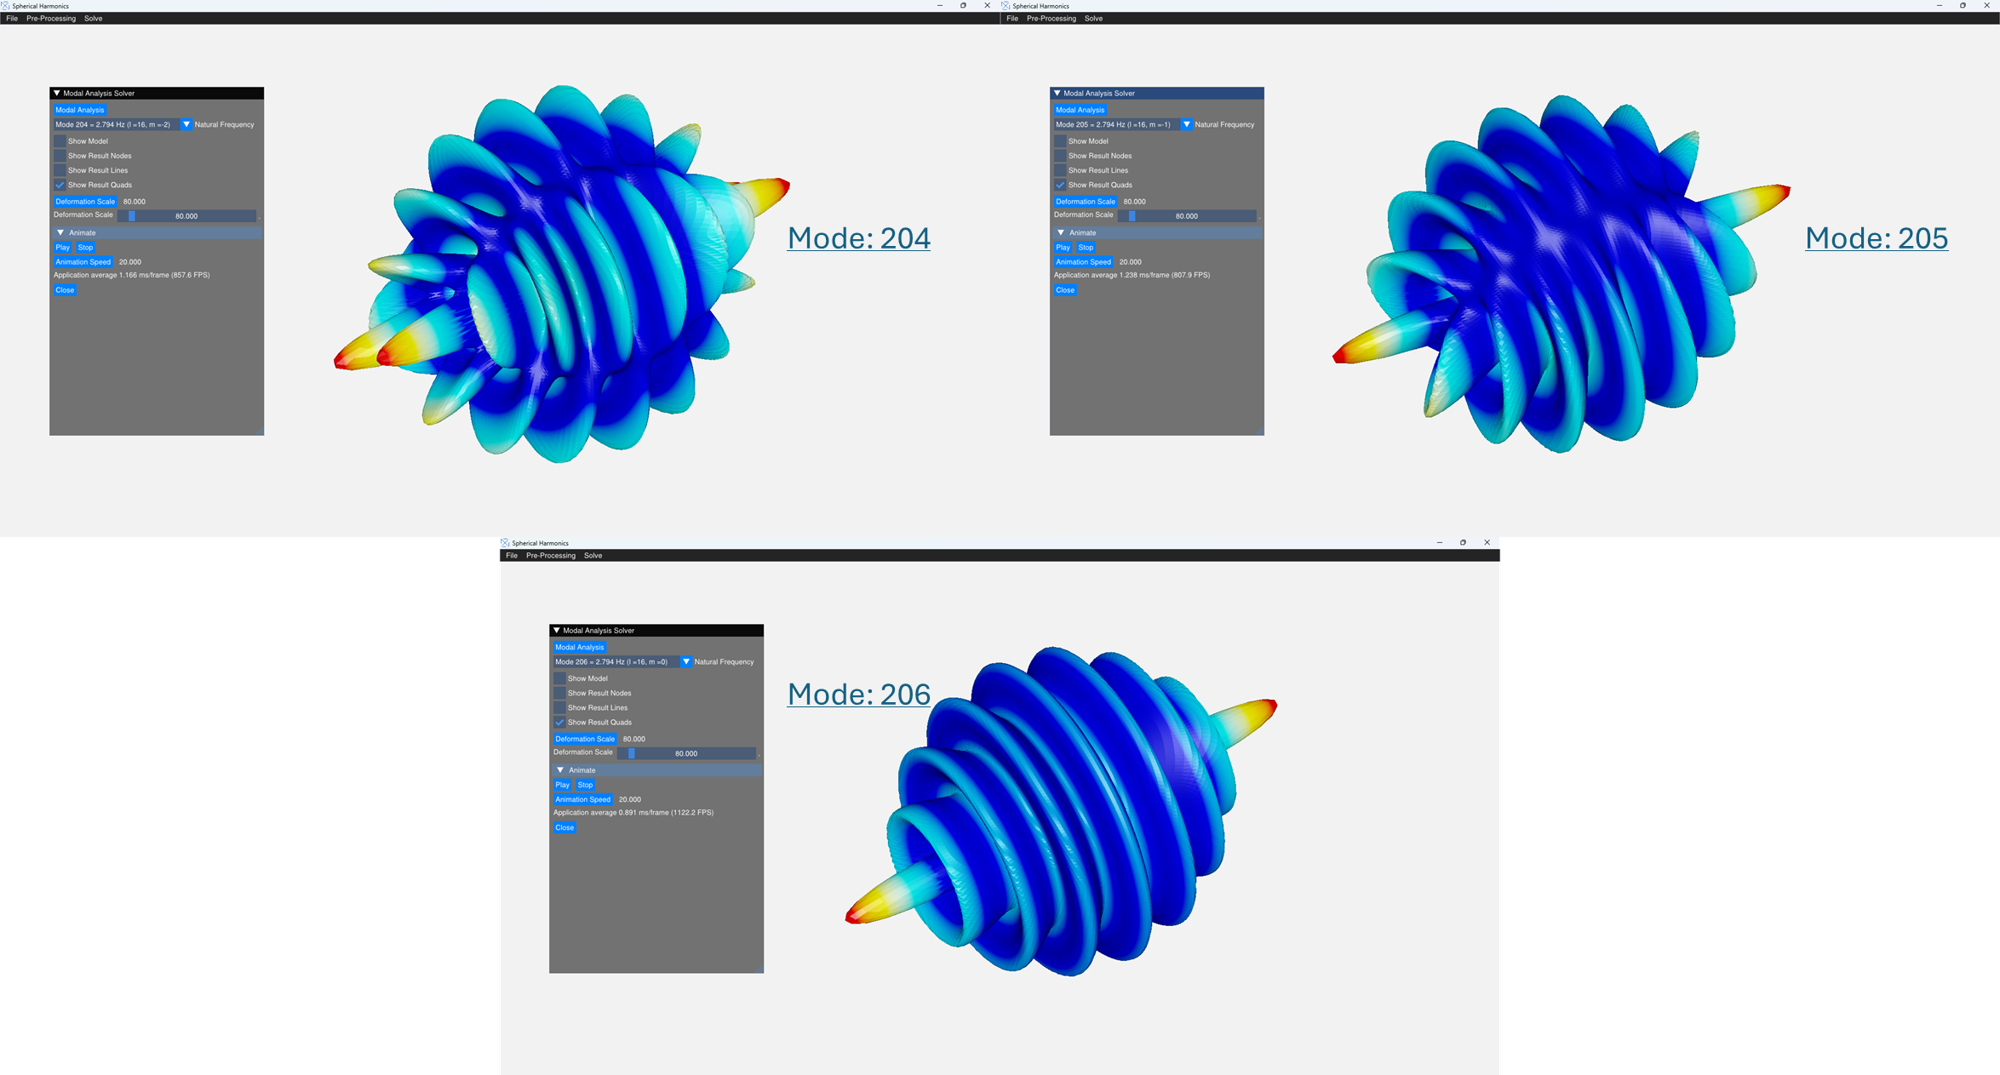 Spherical Harmonics
File Pre-Processing Solve
Modal Analysis Solver
Modal Analysis
Mode 204 = 2.794 Hz (l =16, m =-2) Natural Frequency
Show Model
Show Result Nodes
Show Result Lines
Show Result Quads
Deformation Scale 80.000
Deformation Scale 80.000
Animate
Play Stop
Animation Speed 20.000
Application average 1.166 ms/frame (857.6 FPS)
Close
Mode: 204
Spherical Harmonics
File Pre-Processing Solve
Modal Analysis Solver
Modal Analysis
Mode 205 = 2.794 Hz (l =16, m =-1) Natural Frequency
Show Model
Show Result Nodes
Show Result Lines
Show Result Quads
Deformation Scale 80.000
Deformation Scale 80.000
Animate
Play Stop
Animation Speed 20.000
Application average 1.238 ms/frame (807.9 FPS)
Close
Mode: 205
Spherical Harmonics
File Pre-Processing Solve
Modal Analysis Solver
Modal Analysis
Mode 206 = 2.794 Hz (l =16, m =0) Natural Frequency
Show Model
Show Result Nodes
Show Result Lines
Show Result Quads
Deformation Scale 80.000
Deformation Scale 80.000
Animate
Play Stop
Animation Speed 20.000
Application average 0.891 ms/frame (1122.2 FPS)
Close
Mode: 206